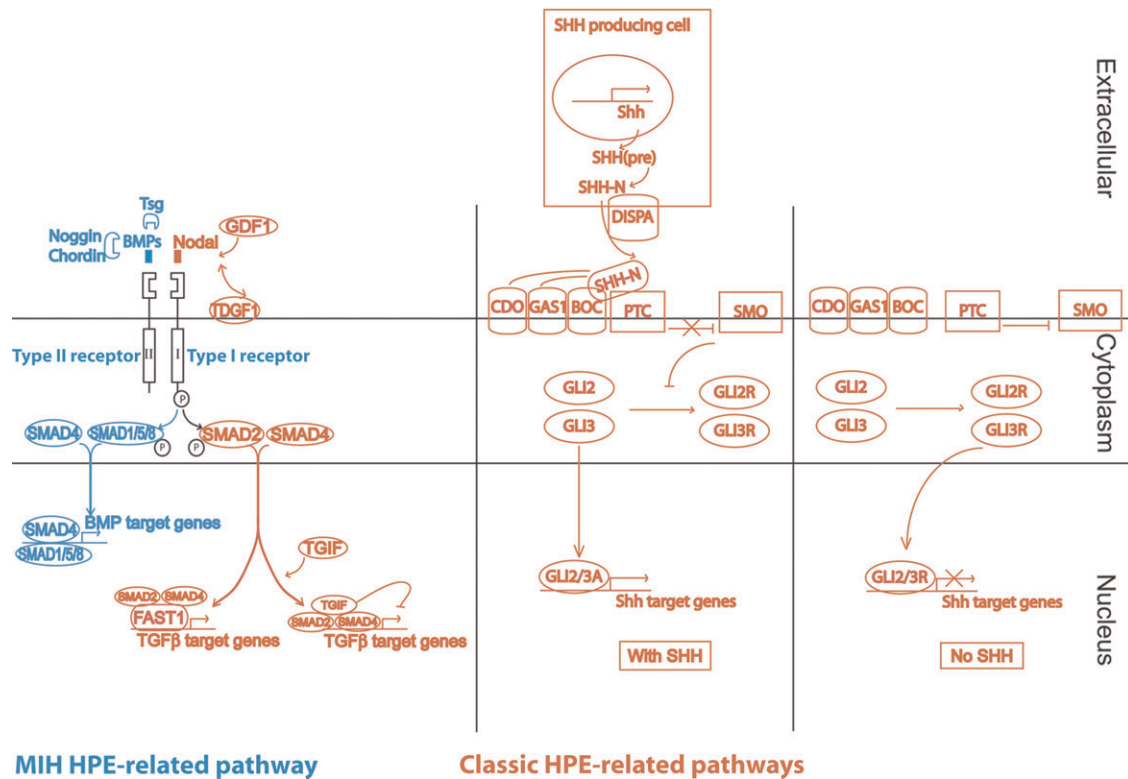 SHH producing cell
Shh
SHH(pre)
SHH-N
DISPA
Extracellular
Tsg
Noggin
Chordin
BMPs
Nodal
GDF1
TDGF1
SHH-N
CDO
GAS1
BOC
PTC
SMO
CDO
GAS1
BOC
PTC
SMO
Type II receptor
II
I
Type I receptor
Cytoplasm
P
GLI2
GLI2R
GLI3
GLI3R
GLI2
GLI2R
GLI3
GLI3R
SMAD4
SMAD1/5/8
P
P
SMAD2
SMAD4
SMAD4
BMP target genes
SMAD1/5/8
TGIF
SMAD2
SMAD4
FAST1
TGFβ target genes
TGIF
SMAD2
SMAD4
TGFβ target genes
GLI2/3A
Shh target genes
With SHH
GLI2/3R
Shh target genes
No SHH
Nucleus
MIH HPE-related pathway
Classic HPE-related pathways